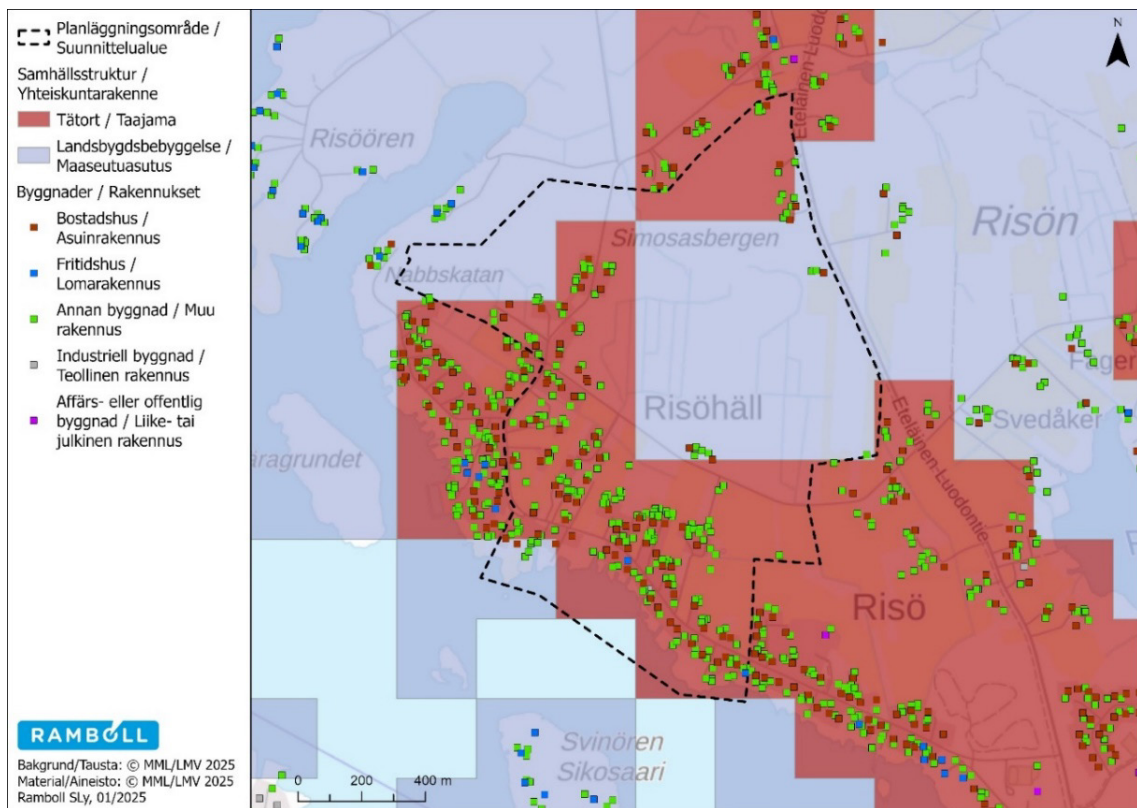 Planläggningsområde /
Suunnittelualue
Samhällsstruktur /
Yhteiskuntarakenne
Tätort / Taajama
Landsbygdsbebyggelse /
Maaseutuasutus
Byggnader / Rakennukset
Bostadshus /
Asuinrakennus
Fritidshus /
Lomarakennus
Annan byggnad / Muu
rakennus
Industriell byggnad /
Teollinen rakennus
Affärs- eller offentlig
byggnad / Liike- tai
julkinen rakennus
RAMBOLL
Bakgrund/Tausta: © MML/LMV 2025
Material/Aineisto: © MML/LMV 2025
Ramboll SLy, 01/2025
N
Eteläinen-Luodontie
Risöören
Risön
Simosasbergen
Nabbskatan
Risöhäll
Svedåker
Fager
aragrundet
Eteläinen-Luodontie
Risö
Svinören
Sikosaari
0 200 400 m